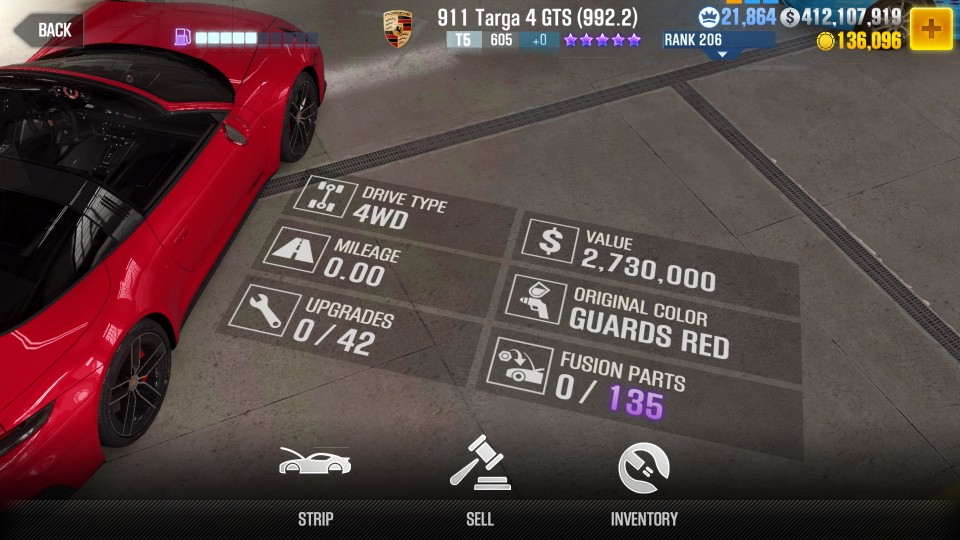 BACK
911 Targa 4 GTS (992.2)
T5 605 +0
RANK 206
21,864
$ 412,107,919
136,096
DRIVE TYPE
4WD
MILEAGE
0.00
UPGRADES
0 / 42
$ VALUE
2,730,000
ORIGINAL COLOR
GUARDS RED
FUSION PARTS
0 / 135
STRIP
SELL
INVENTORY